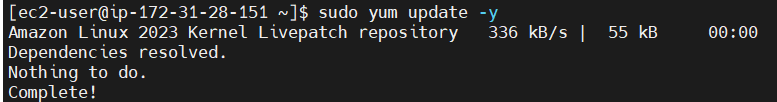 [ec2-user@ip-172-31-28-151 ~]$ sudo yum update -y
Amazon Linux 2023 Kernel Livepatch repository   336 kB/s |  55 kB     00:00
Dependencies resolved.
Nothing to do.
Complete!